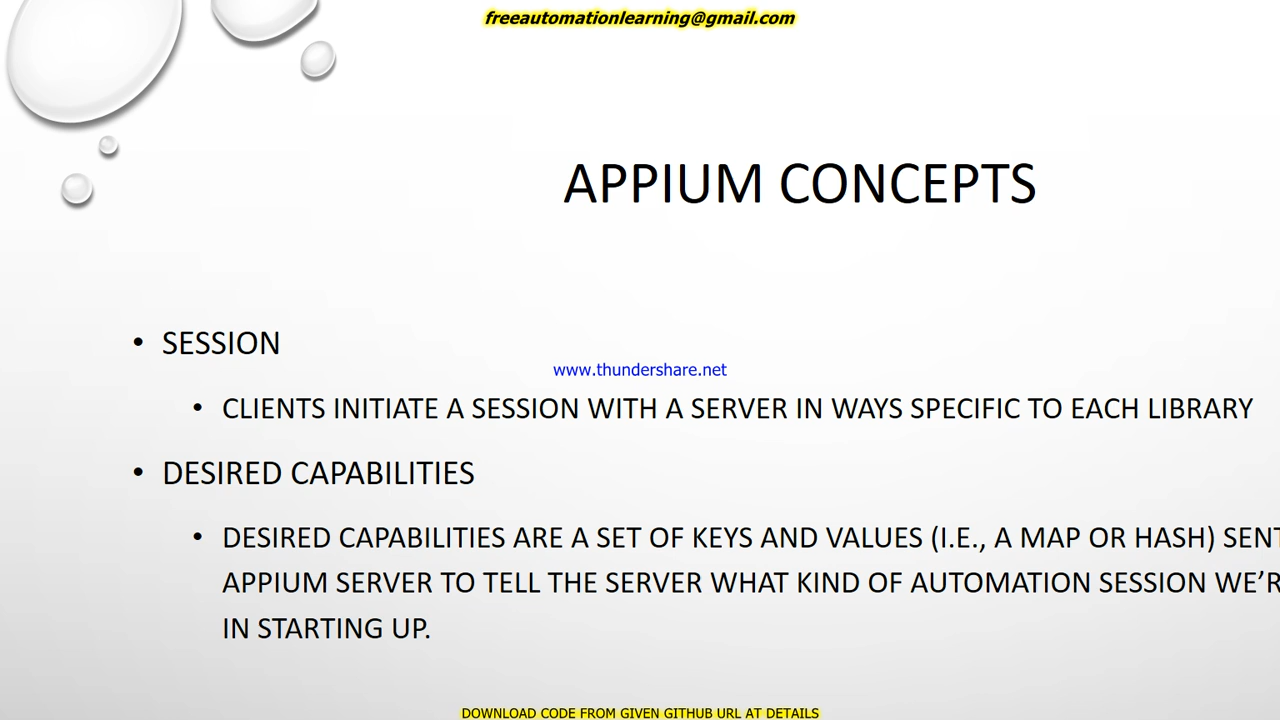 freeautomationlearning@gmail.com
APPIUM CONCEPTS
• SESSION
www.thundershare.net
• CLIENTS INITIATE A SESSION WITH A SERVER IN WAYS SPECIFIC TO EACH LIBRARY
• DESIRED CAPABILITIES
• DESIRED CAPABILITIES ARE A SET OF KEYS AND VALUES (I.E., A MAP OR HASH) SENT
APPIUM SERVER TO TELL THE SERVER WHAT KIND OF AUTOMATION SESSION WE’R
IN STARTING UP.
DOWNLOAD CODE FROM GIVEN GITHUB URL AT DETAILS